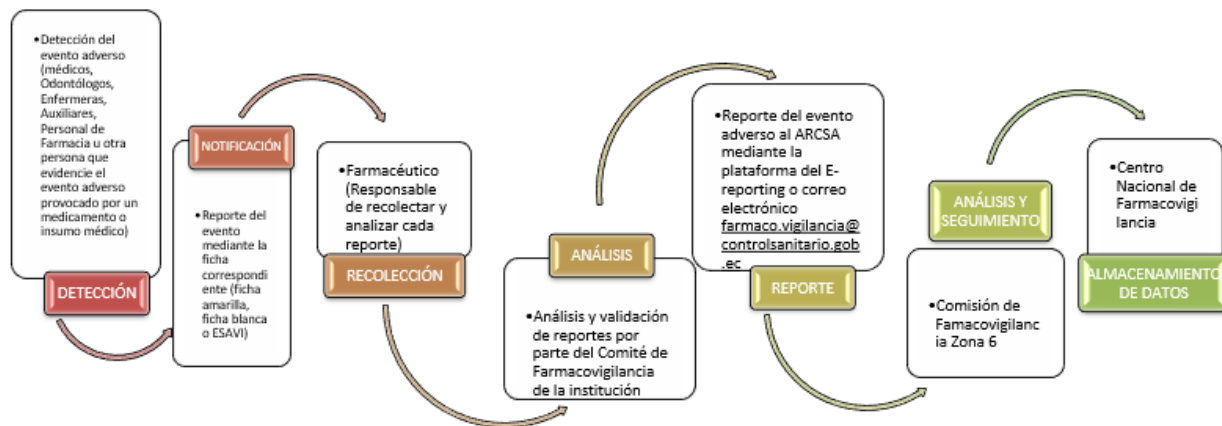 •Detección del
evento adverso
(médicos,
Odontólogos,
Enfermeras,
Auxiliares,
Personal de
Farmacia u otra
persona que
evidencie el
evento adverso
provocado por un
medicamento o
insumo médico)
DETECCIÓN
NOTIFICACIÓN
•Reporte del
evento
mediante la
ficha
correspondi
ente (ficha
amarilla,
ficha blanca
o ESAVI)
•Farmacéutico
(Responsable
de recolectar y
analizar cada
reporte)
RECOLECCIÓN
ANÁLISIS
•Análisis y validación
de reportes por
parte del Comité de
Farmacovigilancia
de la institución
•Reporte del evento
adverso al ARCSA
mediante la
plataforma del E-
reporting o correo
electrónico
farmaco.vigilancia@
controlsanitario.gob
.ec
REPORTE
ANÁLISIS Y
SEGUIMIENTO
•Comisión de
Famacovigilanc
ia Zona 6
•Centro
Nacional de
Farmacovigi
lancia
ALMACENAMIENTO
DE DATOS